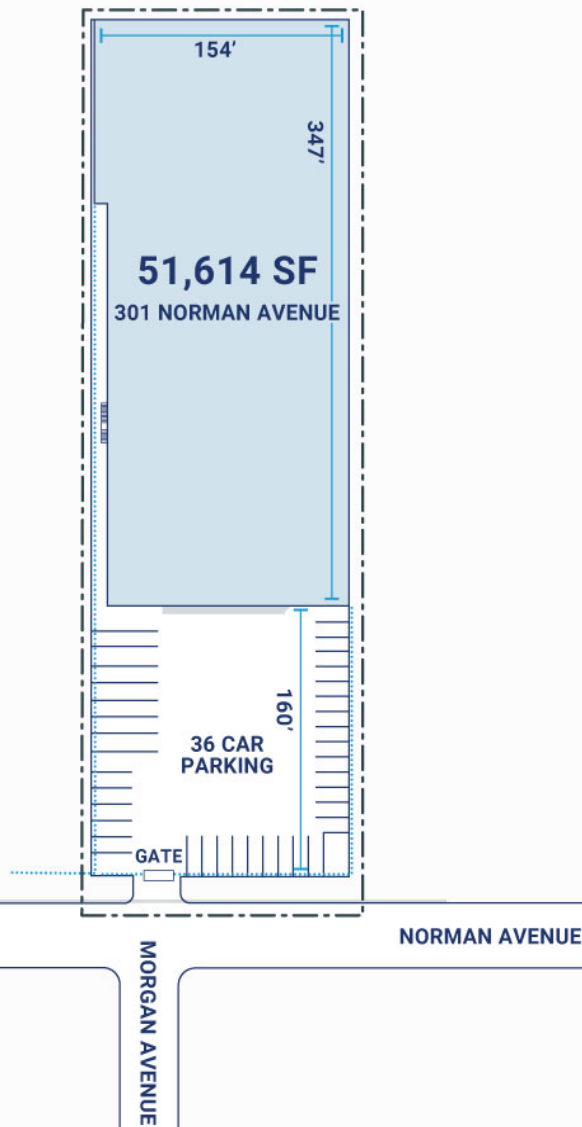 154′
347′
51,614 SF
301 NORMAN AVENUE
160′
36 CAR
PARKING
GATE
NORMAN AVENUE
MORGAN AVENUE